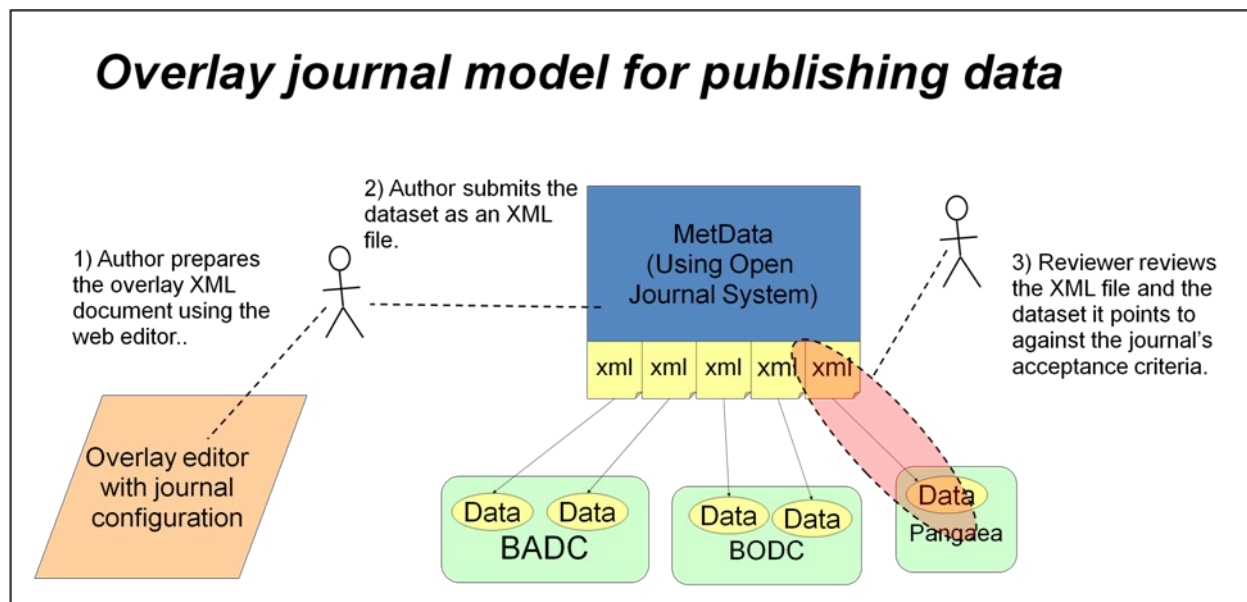 Overlay journal model for publishing data
1) Author prepares
the overlay XML
document using the
web editor..
2) Author submits the
dataset as an XML
file.
MetData
(Using Open
Journal System)
3) Reviewer reviews
the XML file and the
dataset it points to
against the journal's
acceptance criteria.
xml xml xml xml xml
Overlay editor
with journal
configuration
Data Data
BADC
Data Data
BODC
Data
Pangaea